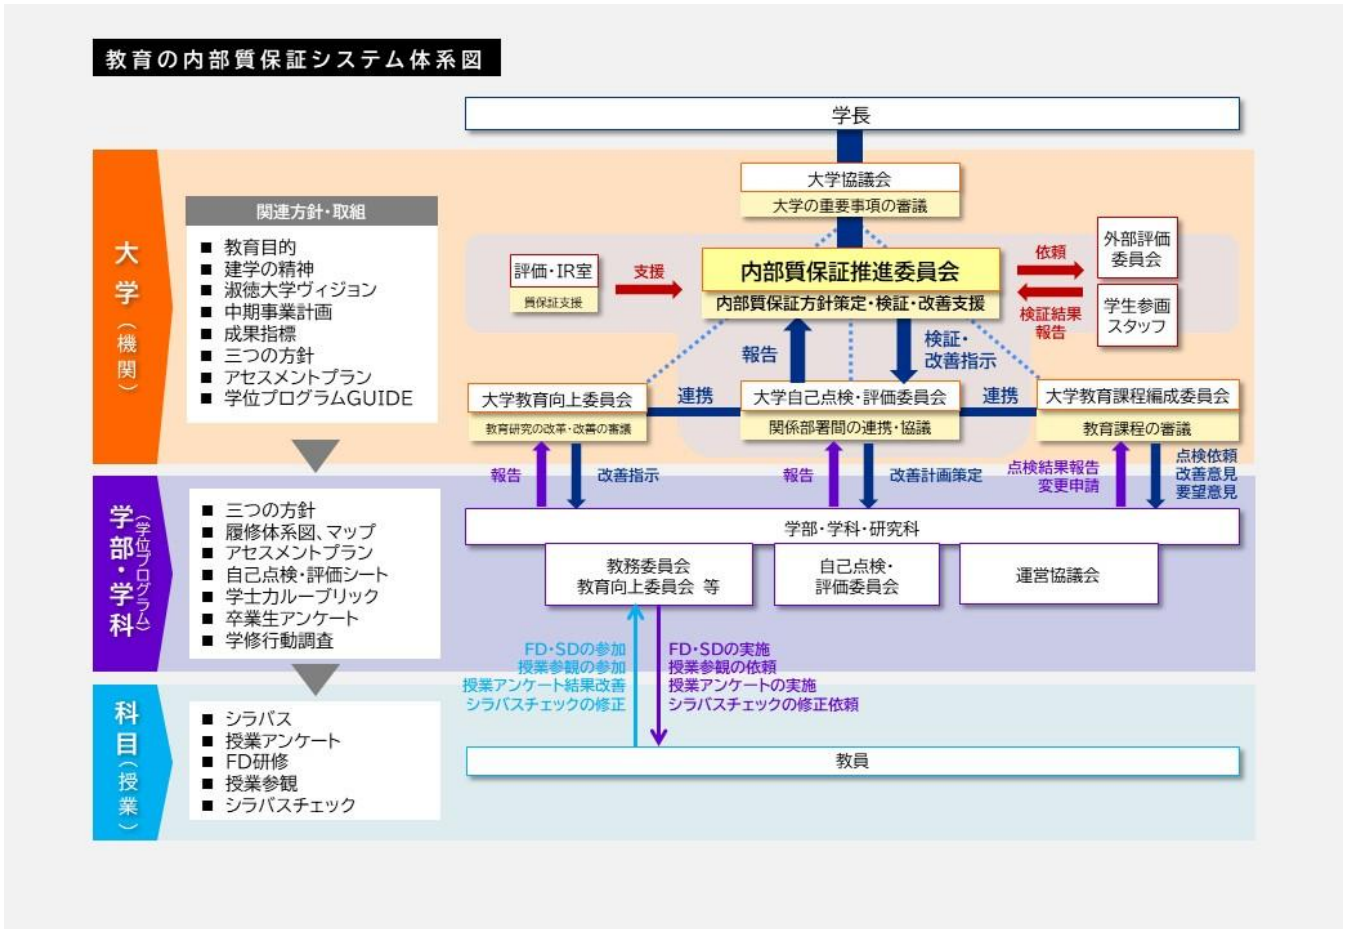 教育の内部質保証システム体系図
学長
大学（機関）
関連方針・取組
■ 教育目的
■ 建学の精神
■ 淑徳大学ヴィジョン
■ 中期事業計画
■ 成果指標
■ 三つの方針
■ アセスメントプラン
■ 学位プログラムGUIDE
大学協議会
大学の重要事項の審議
評価・IR室
質保証支援
支援
内部質保証推進委員会
内部質保証方針策定・検証・改善支援
依頼
検証結果
報告
外部評価
委員会
学生参画
スタッフ
報告
検証・
改善指示
大学教育向上委員会
教育研究の改革・改善の審議
連携
大学自己点検・評価委員会
関係部署間の連携・協議
連携
大学教育課程編成委員会
教育課程の審議
報告
改善指示
報告
改善計画策定
点検結果報告
変更申請
点検依頼
改善意見
要望意見
学部・学科
（学位プログラム）
■ 三つの方針
■ 履修体系図、マップ
■ アセスメントプラン
■ 自己点検・評価シート
■ 学士力ルーブリック
■ 卒業生アンケート
■ 学修行動調査
学部・学科・研究科
教務委員会
教育向上委員会 等
自己点検・
評価委員会
運営協議会
FD・SDの参加
授業参観の参加
授業アンケート結果改善
シラバスチェックの修正
FD・SDの実施
授業参観の依頼
授業アンケートの実施
シラバスチェックの修正依頼
科目（授業）
■ シラバス
■ 授業アンケート
■ FD研修
■ 授業参観
■ シラバスチェック
教員